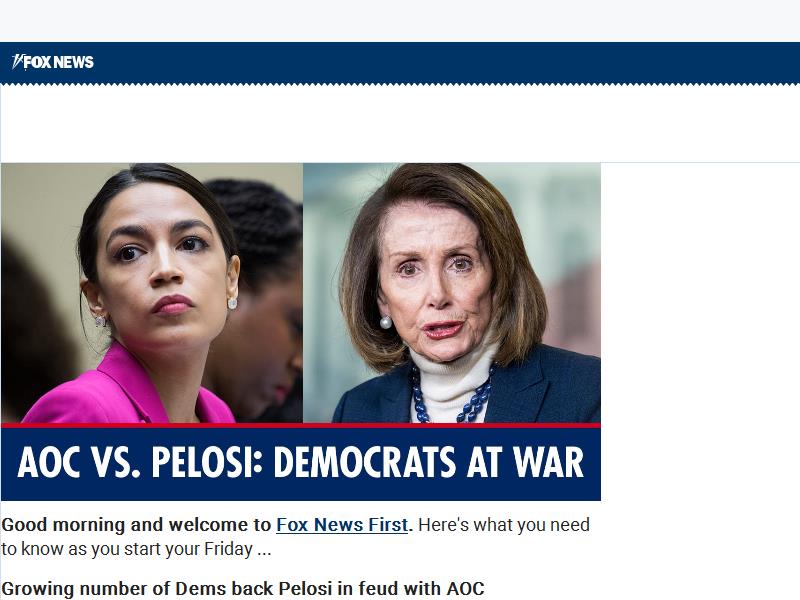 FOX NEWS
AOC VS. PELOSI: DEMOCRATS AT WAR
Good morning and welcome to Fox News First. Here's what you need
to know as you start your Friday ...
Growing number of Dems back Pelosi in feud with AOC